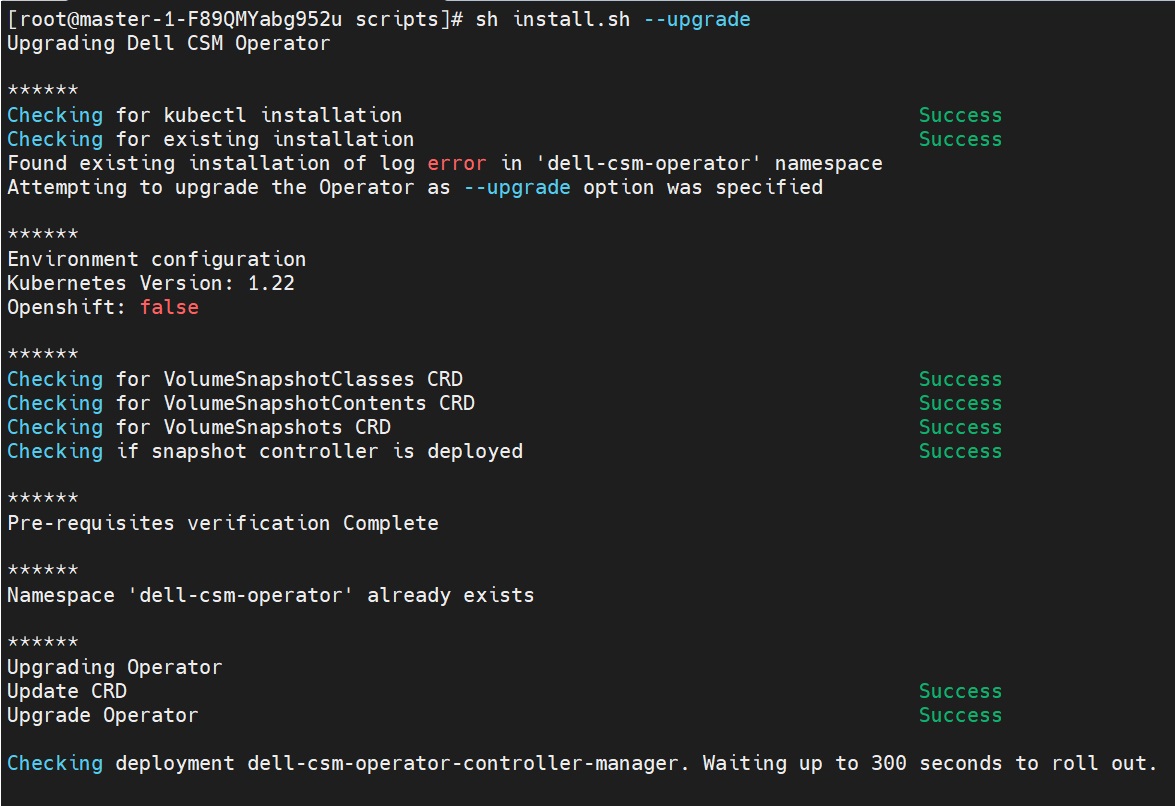 [root@master-1-F89QMYabg952u scripts]# sh install.sh --upgrade
Upgrading Dell CSM Operator
******
Checking for kubectl installation Success
Checking for existing installation Success
Found existing installation of log error in 'dell-csm-operator' namespace
Attempting to upgrade the Operator as --upgrade option was specified
******
Environment configuration
Kubernetes Version: 1.22
Openshift: false
******
Checking for VolumeSnapshotClasses CRD Success
Checking for VolumeSnapshotContents CRD Success
Checking for VolumeSnapshots CRD Success
Checking if snapshot controller is deployed Success
******
Pre-requisites verification Complete
******
Namespace 'dell-csm-operator' already exists
******
Upgrading Operator
Update CRD Success
Upgrade Operator Success
Checking deployment dell-csm-operator-controller-manager. Waiting up to 300 seconds to roll out.